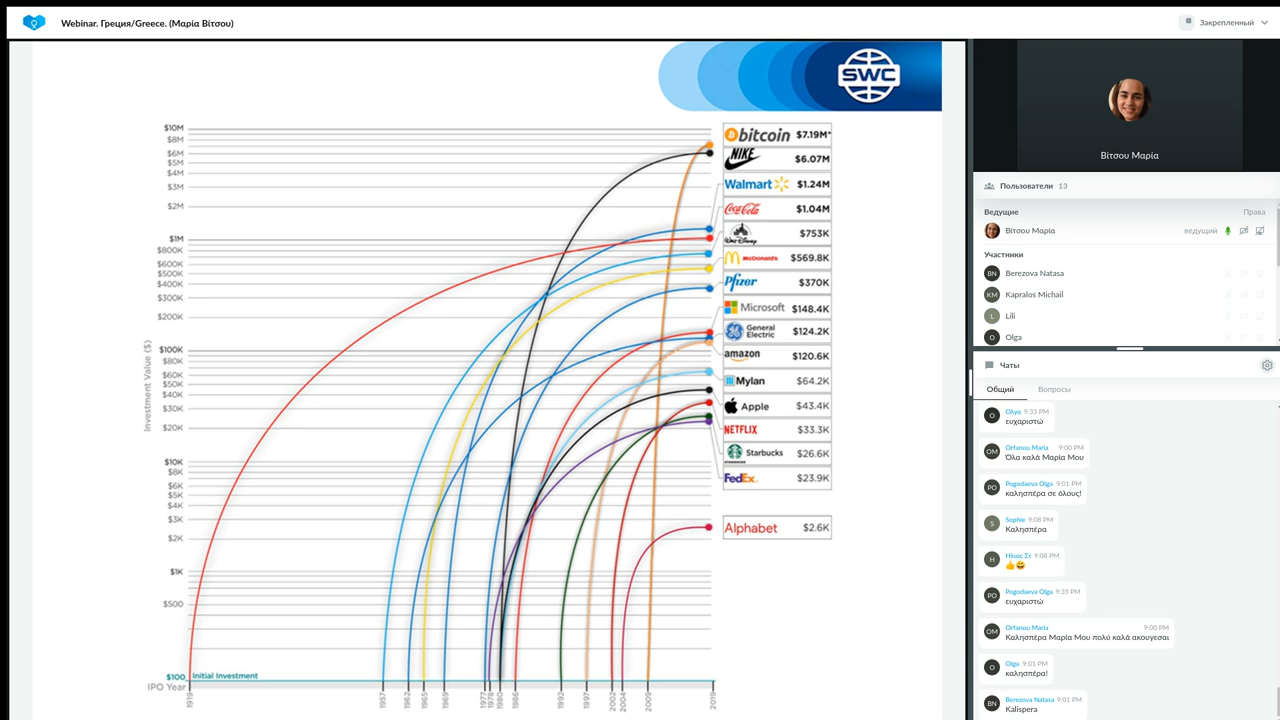 Webinar. Греция/Greece. (Μαρία Βίτσου)
Закрепленный
SWC
$10M
$8M
$6M
$5M
$4M
$3M
$2M
$1M
$800K
$600K
$500K
$400K
$300K
$200K
$100K
$80K
$60K
$50K
$40K
$30K
$20K
$10K
$8K
$6K
$5K
$4K
$3K
$2K
$1K
$500
$100
Investment Value ($)
Initial Investment
IPO Year
1919
1957
1962
1965
1969
1977
1978
1980
1986
1992
1997
2002
2004
2009
2019
bitcoin $7.19M*
NIKE $6.07M
Walmart $1.24M
Coca-Cola $1.04M
WALT DISNEY $753K
McDonald's $569.8K
Pfizer $370K
Microsoft $148.4K
General Electric $124.2K
amazon $120.6K
Mylan $64.2K
Apple $43.4K
NETFLIX $33.3K
Starbucks $26.6K
FedEx. $23.9K
Alphabet $2.6K
Βίτσου Μαρία
Пользователи 13
Ведущие Права
Βίτσου Μαρία ведущий
Участники
BN Berezova Natasa
KM Kapralos Michail
L Lili
O Olga
Чаты
Общий Вопросы
O Ολγα 9:33 PM
ευχαριστώ
OM Orfanou Maria 9:00 PM
Όλα καλά Μαρία Μου
PO Pogodaeva Olga 9:01 PM
καλησπέρα σε όλους!
S Sophie 9:08 PM
Καλησπέρα
H Ηλιας Στ 9:08 PM
👍😀
PO Pogodaeva Olga 9:35 PM
ευχαριστώ
OM Orfanou Maria 9:00 PM
Καλησπέρα Μαρία Μου πολύ καλά ακουγεσαι
O Olga 9:01 PM
καλησπέρα!
BN Berezova Natasa 9:01 PM
Kalispera